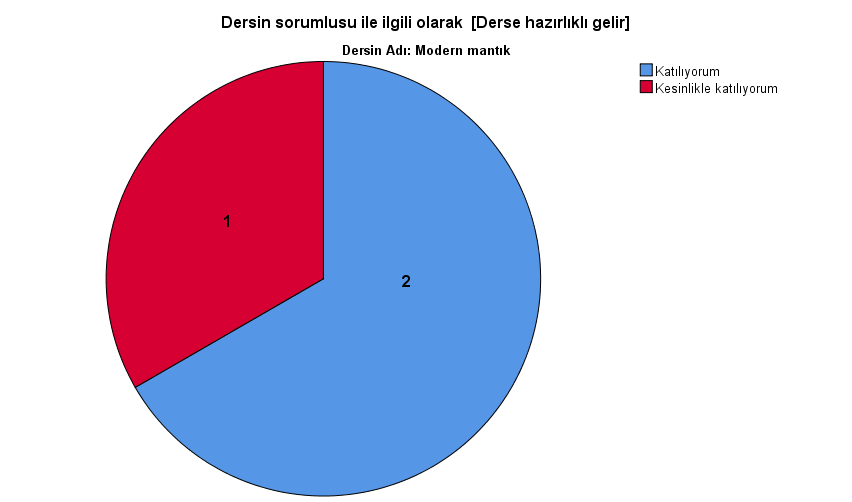 Dersin sorumlusu ile ilgili olarak [Derse hazırlıklı gelir]
Dersin Adı: Modern mantık
Katılıyorum
Kesinlikle katılıyorum
1
2